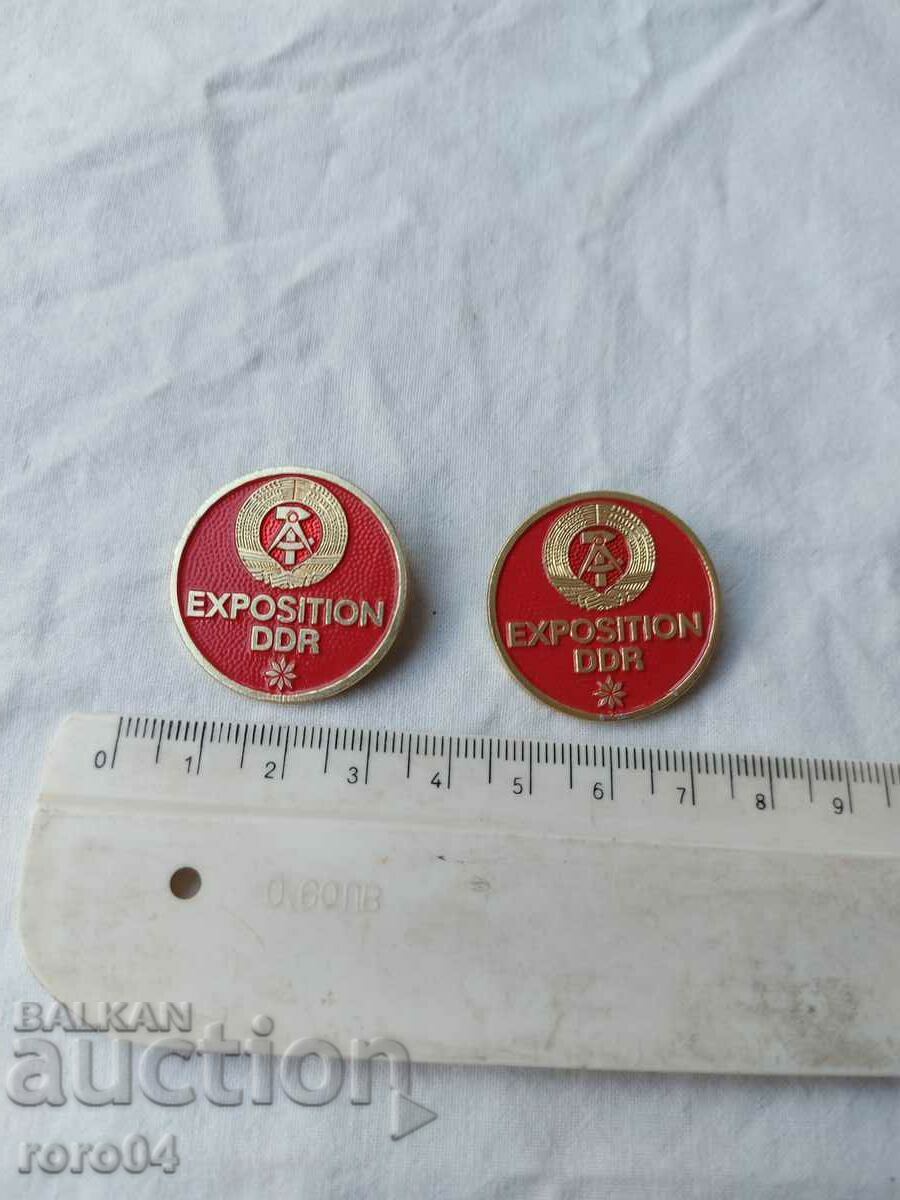 EXPOSITION
DDR
EXPOSITION
DDR
0 1 2 3 4 5 6 7 8 9
0,60ЛВ
BALKAN
auction
roro04